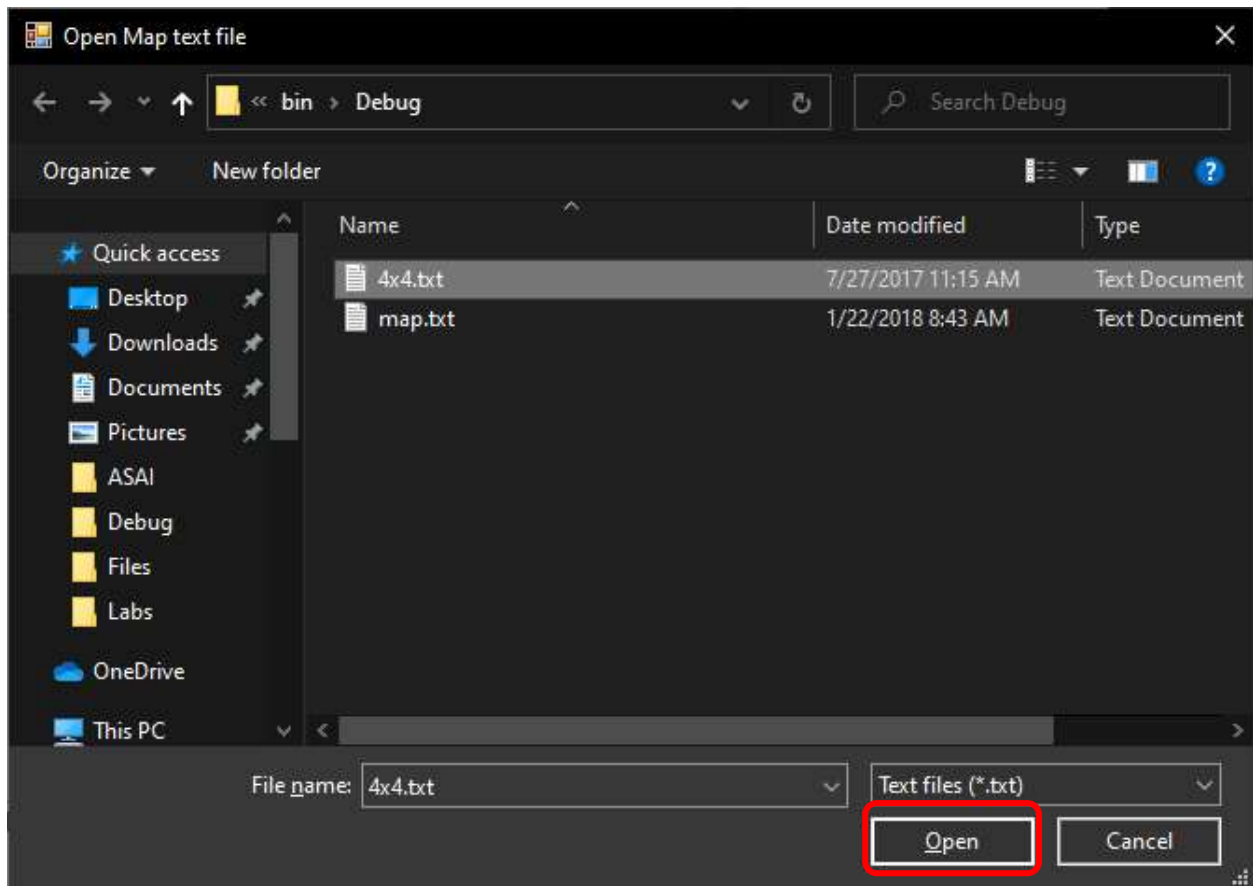 Open Map text file
« bin › Debug
Search Debug
Organize
New folder
Name
Date modified
Type
Quick access
Desktop
Downloads
Documents
Pictures
ASAI
Debug
Files
Labs
OneDrive
This PC
4x4.txt 7/27/2017 11:15 AM Text Document
map.txt 1/22/2018 8:43 AM Text Document
File name: 4x4.txt
Text files (*.txt)
Open
Cancel